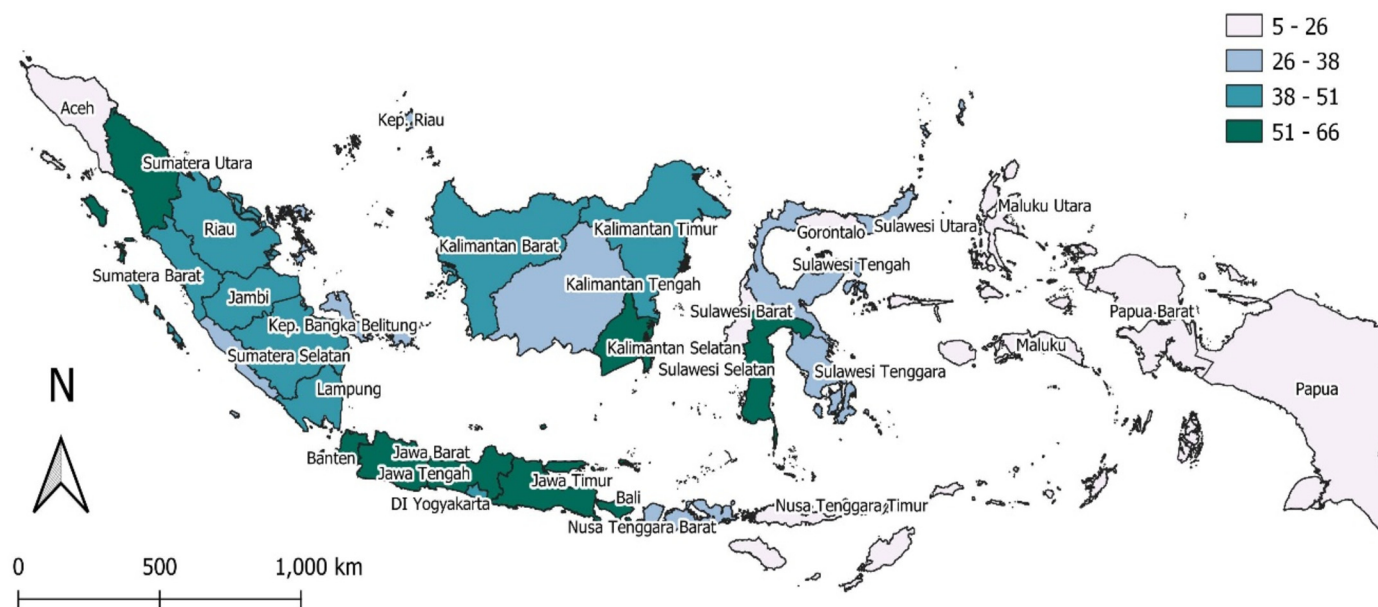 5 - 26
26 - 38
38 - 51
51 - 66
Aceh
Kep. Riau
Sumatera Utara
Maluku Utara
Riau
Kalimantan Timur
Sulawesi Utara
Gorontalo
Kalimantan Barat
Sulawesi Tengah
Sumatera Barat
Kalimantan Tengah
Jambi
Sulawesi Barat
Papua Barat
Kep. Bangka Belitung
Kalimantan Selatan
Maluku
Sumatera Selatan
Sulawesi Selatan
Sulawesi Tenggara
Lampung
Papua
N
Jawa Barat
Banten
Jawa Tengah
Jawa Timur
DI Yogyakarta
Bali
Nusa Tenggara Timur
Nusa Tenggara Barat
0 500 1,000 km